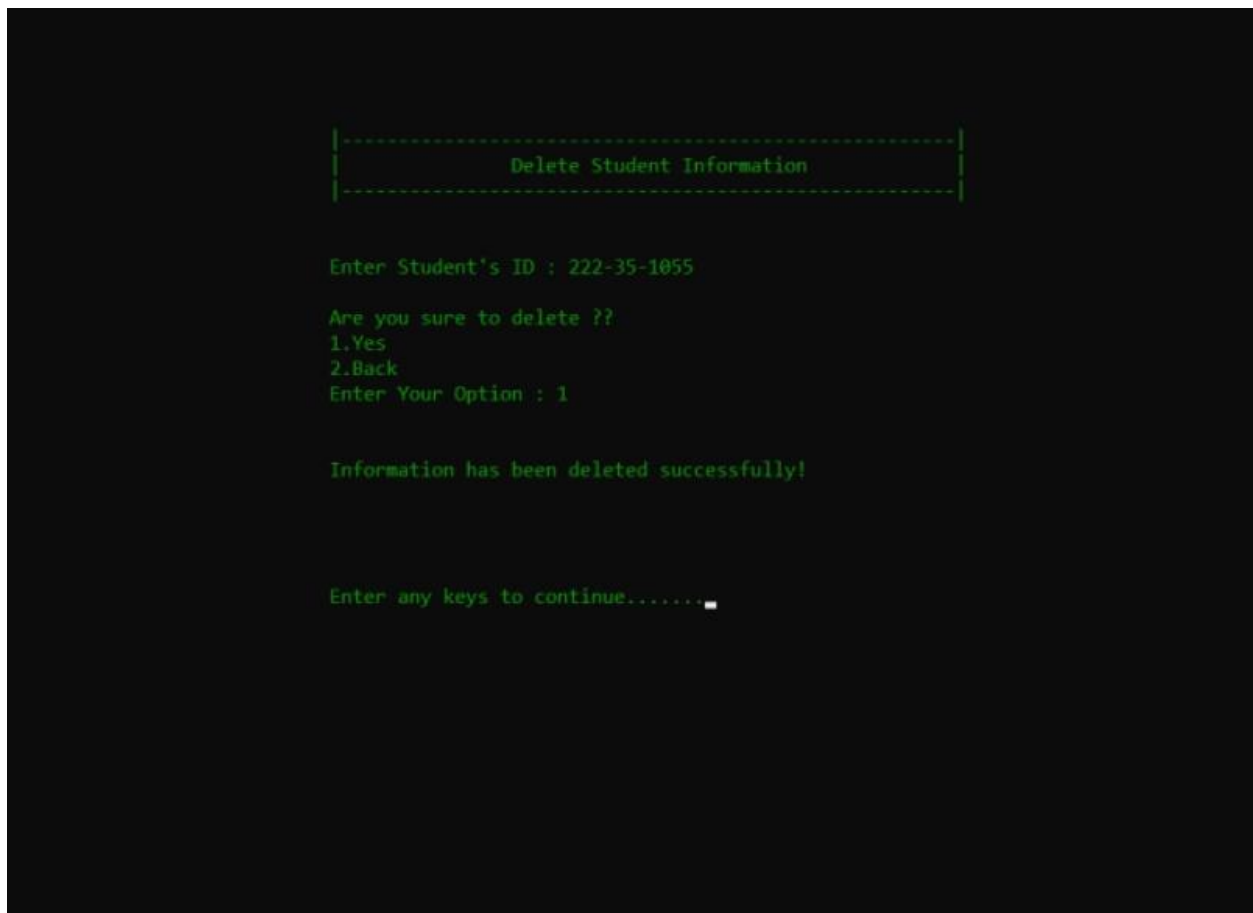 |------------------------------------------------------|
| Delete Student Information |
|------------------------------------------------------|
Enter Student's ID : 222-35-1055
Are you sure to delete ??
1.Yes
2.Back
Enter Your Option : 1
Information has been deleted successfully!
Enter any keys to continue.......